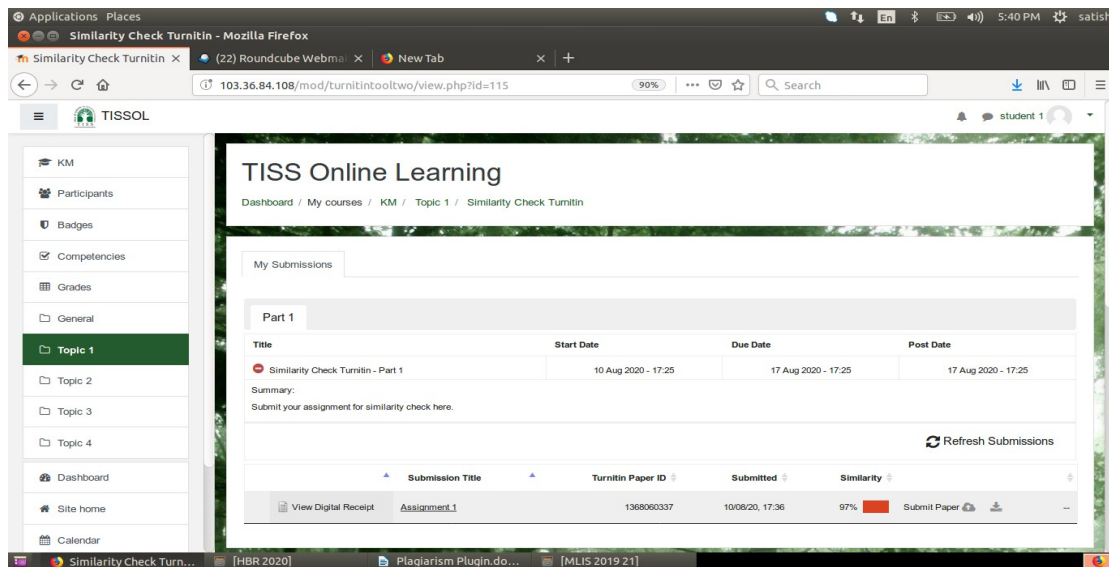 Applications Places En 5:40 PM satish
Similarity Check Turnitin - Mozilla Firefox
Similarity Check Turnitin × (22) Roundcube Webmai × New Tab × +
103.36.84.108/mod/turnitintooltwo/view.php?id=115 90% Search
TISSOL student 1
KM
Participants
Badges
Competencies
Grades
General
Topic 1
Topic 2
Topic 3
Topic 4
Dashboard
Site home
Calendar
TISS Online Learning
Dashboard / My courses / KM / Topic 1 / Similarity Check Turnitin
My Submissions
Part 1
Title Start Date Due Date Post Date
Similarity Check Turnitin - Part 1 10 Aug 2020 - 17:25 17 Aug 2020 - 17:25 17 Aug 2020 - 17:25
Summary:
Submit your assignment for similarity check here.
Refresh Submissions
Submission Title Turnitin Paper ID Submitted Similarity
View Digital Receipt Assignment 1 1368060337 10/08/20, 17:36 97% Submit Paper --
Similarity Check Turn... [HBR 2020] Plagiarism Plugin.do... [MLIS 2019 21]